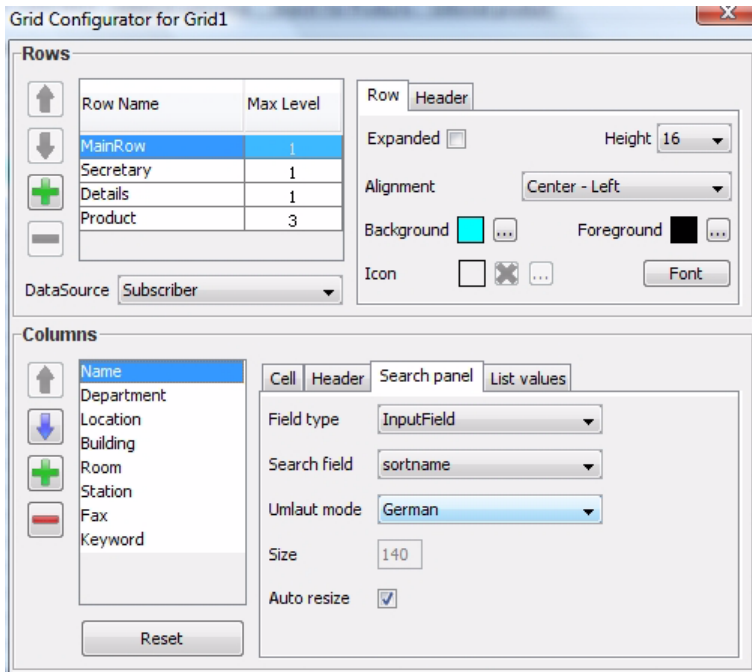 Grid Configurator for Grid1
Rows
Row Name Max Level
MainRow 1
Secretary 1
Details 1
Product 3
DataSource Subscriber
Row Header
Expanded Height 16
Alignment Center - Left
Background ... Foreground ...
Icon ... Font
Columns
Name
Department
Location
Building
Room
Station
Fax
Keyword
Reset
Cell Header Search panel List values
Field type InputField
Search field sortname
Umlaut mode German
Size 140
Auto resize